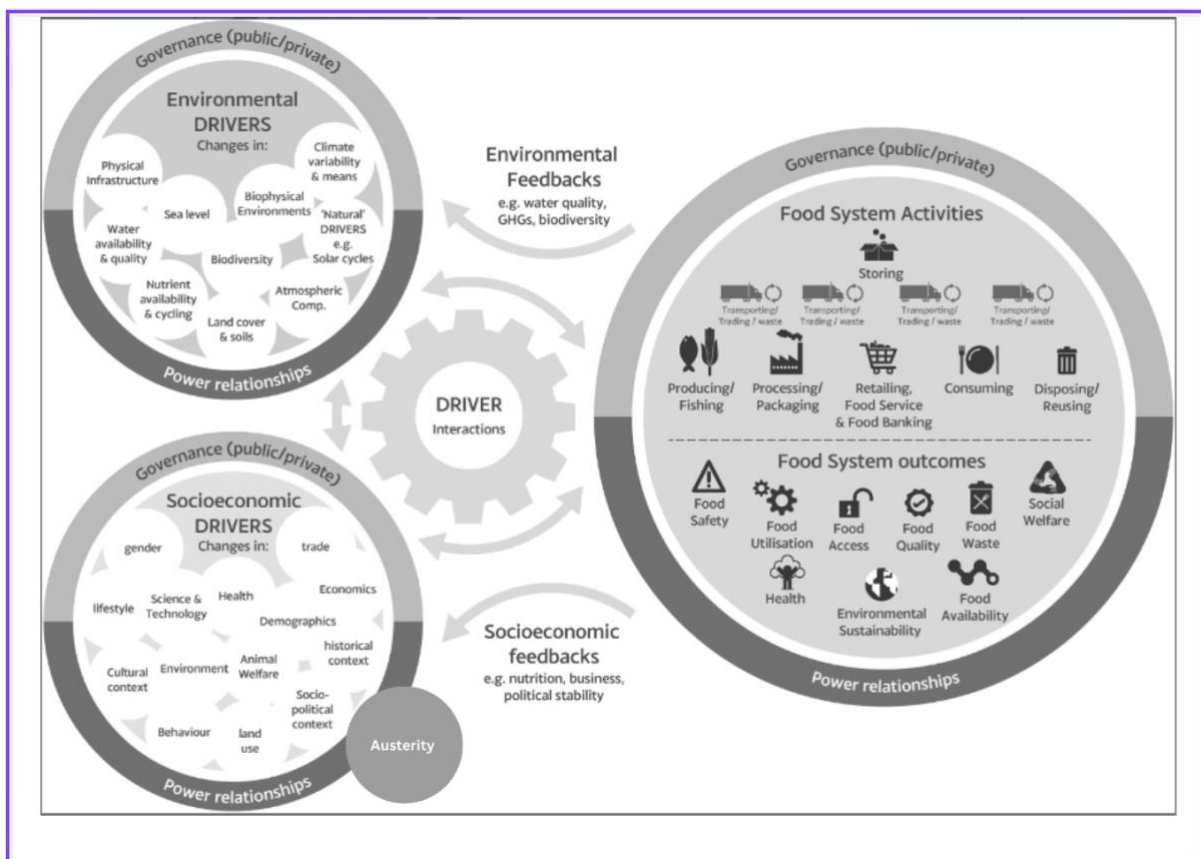 Governance (public/private)
Environmental
DRIVERS
Changes in:
Physical
Infrastructure
Climate
variability
& means
Sea level
Biophysical
Environments
Water
availability
& quality
Biodiversity
'Natural'
DRIVERS
e.g.
Solar cycles
Nutrient
availability
& cycling
Land cover
& soils
Atmospheric
Comp.
Power relationships
Environmental
Feedbacks
e.g. water quality,
GHGs, biodiversity
DRIVER
Interactions
Governance (public/private)
Socioeconomic
DRIVERS
Changes in:
gender
trade
lifestyle
Science &
Technology
Health
Economics
Demographics
Cultural
context
Environment
Animal
Welfare
historical
context
Behaviour
land
use
Socio-
political
context
Power relationships
Austerity
Socioeconomic
feedbacks
e.g. nutrition, business,
political stability
Governance (public/private)
Food System Activities
Storing
Transporting/
Trading / waste
Transporting/
Trading / waste
Transporting/
Trading / waste
Transporting/
Trading / waste
Producing/
Fishing
Processing/
Packaging
Retailing,
Food Service
& Food Banking
Consuming
Disposing/
Reusing
Food System outcomes
Food
Safety
Food
Utilisation
Food
Access
Food
Quality
Food
Waste
Social
Welfare
Health
Environmental
Sustainability
Food
Availability
Power relationships